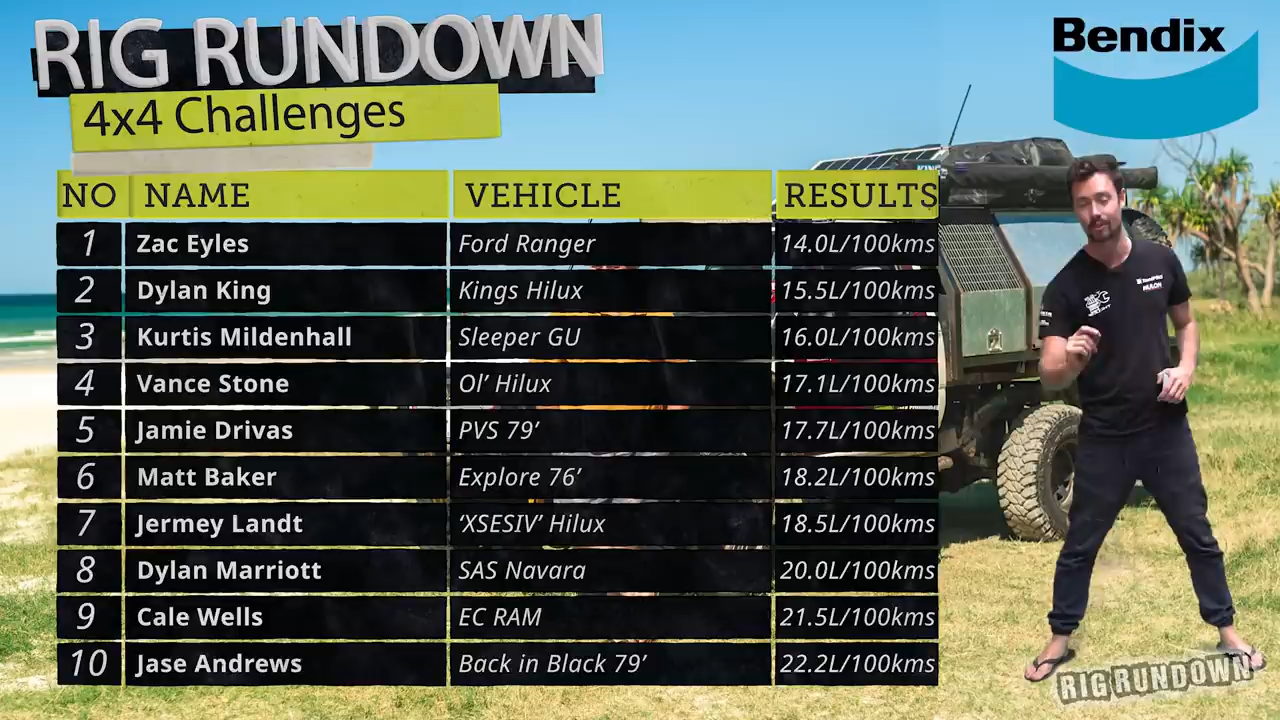 RIG RUNDOWN
4x4 Challenges
Bendix
NO NAME VEHICLE RESULTS
1 Zac Eyles Ford Ranger 14.0L/100kms
2 Dylan King Kings Hilux 15.5L/100kms
3 Kurtis Mildenhall Sleeper GU 16.0L/100kms
4 Vance Stone Ol’ Hilux 17.1L/100kms
5 Jamie Drivas PVS 79’ 17.7L/100kms
6 Matt Baker Explore 76’ 18.2L/100kms
7 Jermey Landt ‘XSESIV’ Hilux 18.5L/100kms
8 Dylan Marriott SAS Navara 20.0L/100kms
9 Cale Wells EC RAM 21.5L/100kms
10 Jase Andrews Back in Black 79’ 22.2L/100kms
KING
RIG RUNDOWN